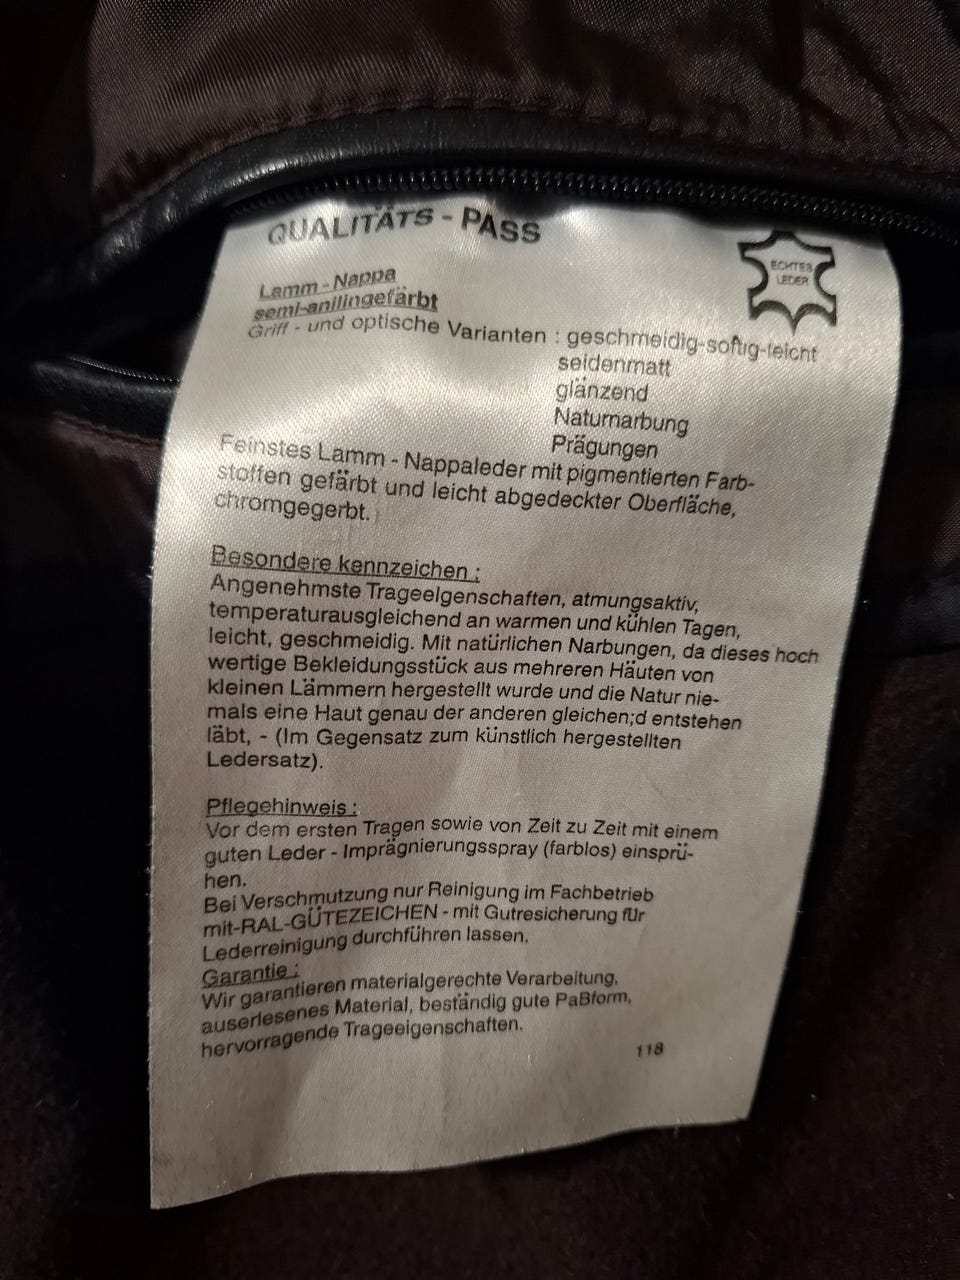 QUALITÄTS - PASS
ECHTES
LEDER
Lamm - Nappa
semi-anilingefärbt
Griff - und optische Varianten : geschmeidig-softig-leicht
seidenmatt
glänzend
Naturnarbung
Prägungen
Feinstes Lamm - Nappaleder mit pigmentierten Farb-
stoffen gefärbt und leicht abgedeckter Oberfläche,
chromgegerbt.
Besondere kennzeichen :
Angenehmste Trageelgenschaften, atmungsaktiv,
temperaturausgleichend an warmen und kühlen Tagen,
leicht, geschmeidig. Mit natürlichen Narbungen, da dieses hoch
wertige Bekleidungsstück aus mehreren Häuten von
kleinen Lämmern hergestellt wurde und die Natur nie-
mals eine Haut genau der anderen gleichen;d entstehen
läbt, - (Im Gegensatz zum künstlich hergestellten
Ledersatz).
Pflegehinweis :
Vor dem ersten Tragen sowie von Zeit zu Zeit mit einem
guten Leder - Imprägnierungsspray (farblos) einsprü-
hen.
Bei Verschmutzung nur Reinigung im Fachbetrieb
mit-RAL-GÜTEZEICHEN - mit Gutresicherung für
Lederreinigung durchführen lassen.
Garantie :
Wir garantieren materialgerechte Verarbeitung,
auserlesenes Material, beständig gute PaBform,
hervorragende Trageeigenschaften.
118